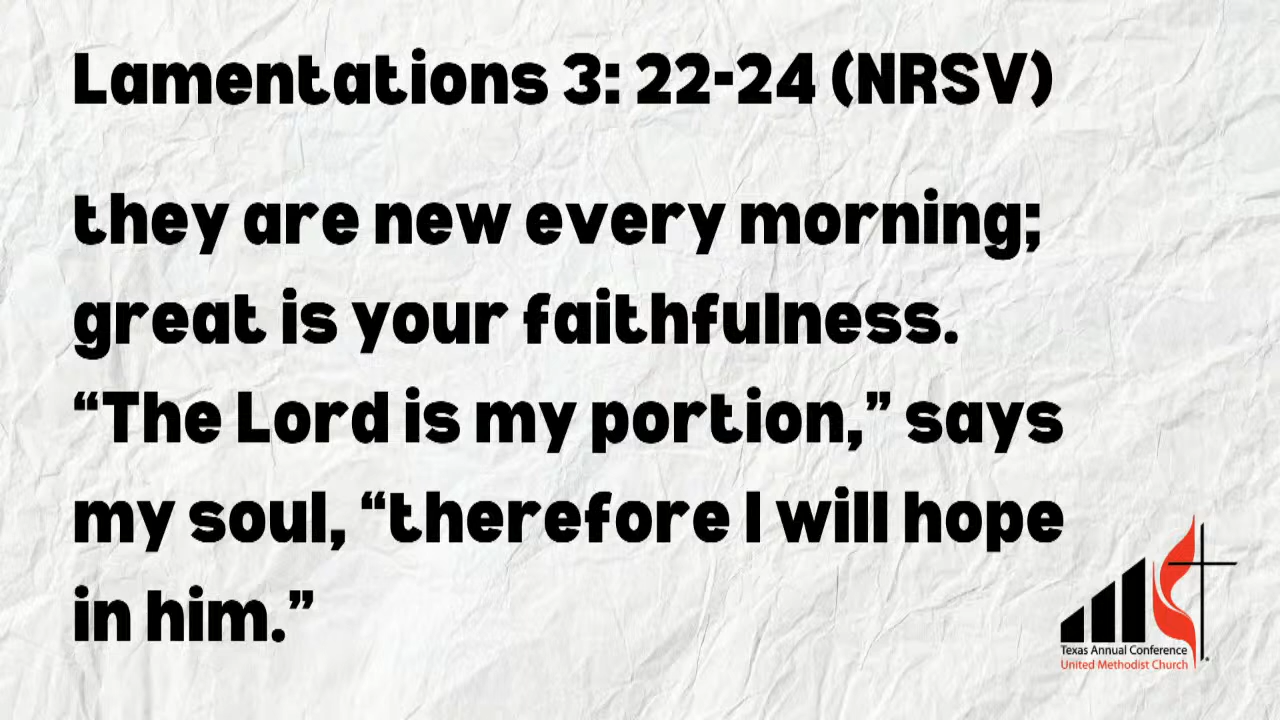 Lamentations 3: 22-24 (NRSV)
they are new every morning;
great is your faithfulness.
“The Lord is my portion,” says
my soul, “therefore I will hope
in him.”
Texas Annual Conference
United Methodist Church